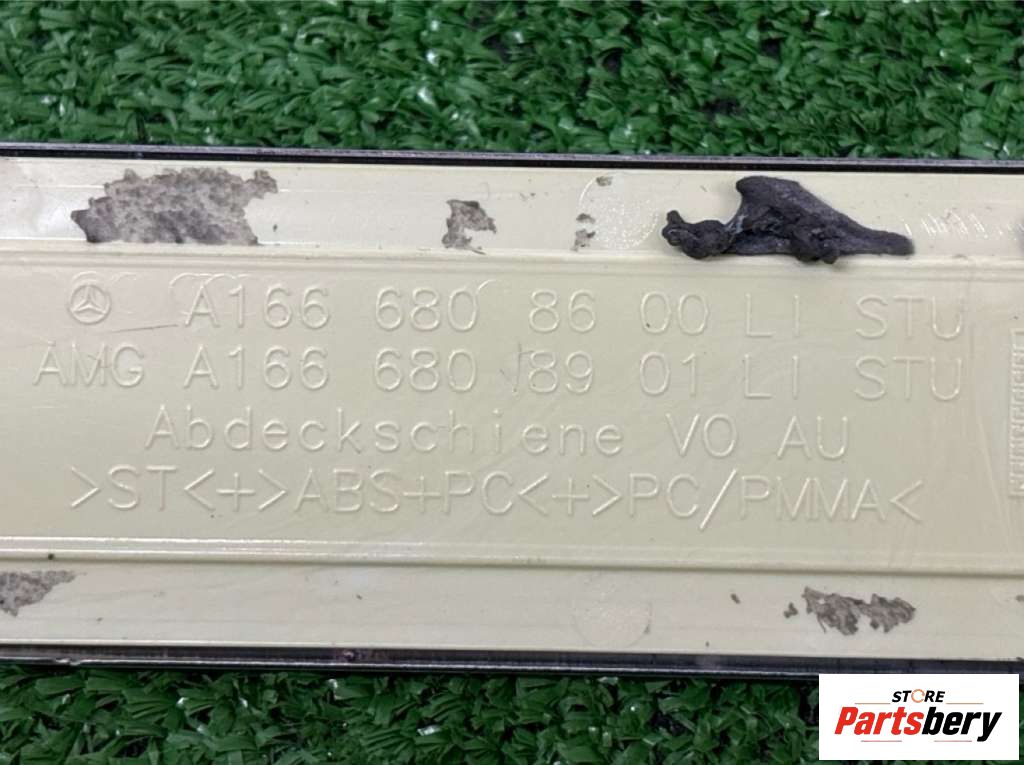 A166 680 86 00 LI STU
AMG A166 680 89 01 LI STU
Abdeckschiene VO AU
>ST<+>ABS+PC<+>PC/PMMA<
STORE
Partsbery